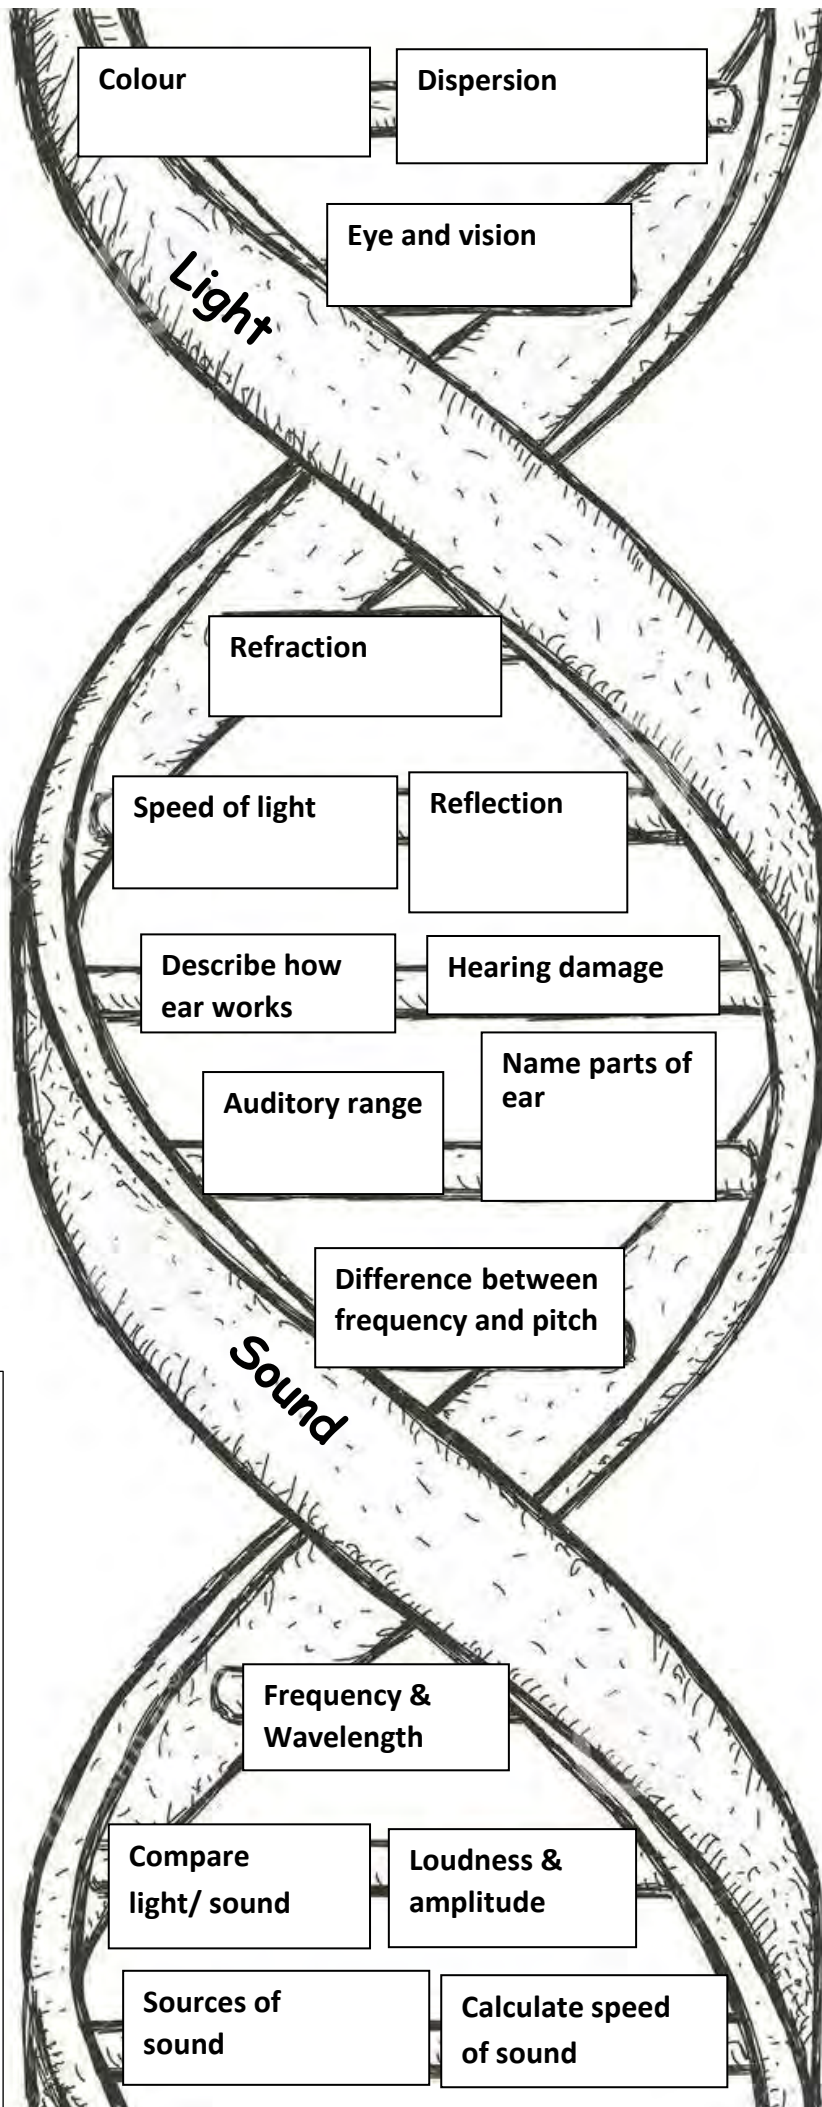 Colour
Dispersion
Eye and vision
Light
Refraction
Speed of light
Reflection
Describe how
ear works
Hearing damage
Name parts of
ear
Auditory range
Difference between
frequency and pitch
Sound
Frequency &
Wavelength
Compare
light/ sound
Loudness &
amplitude
Sources of
sound
Calculate speed
of sound